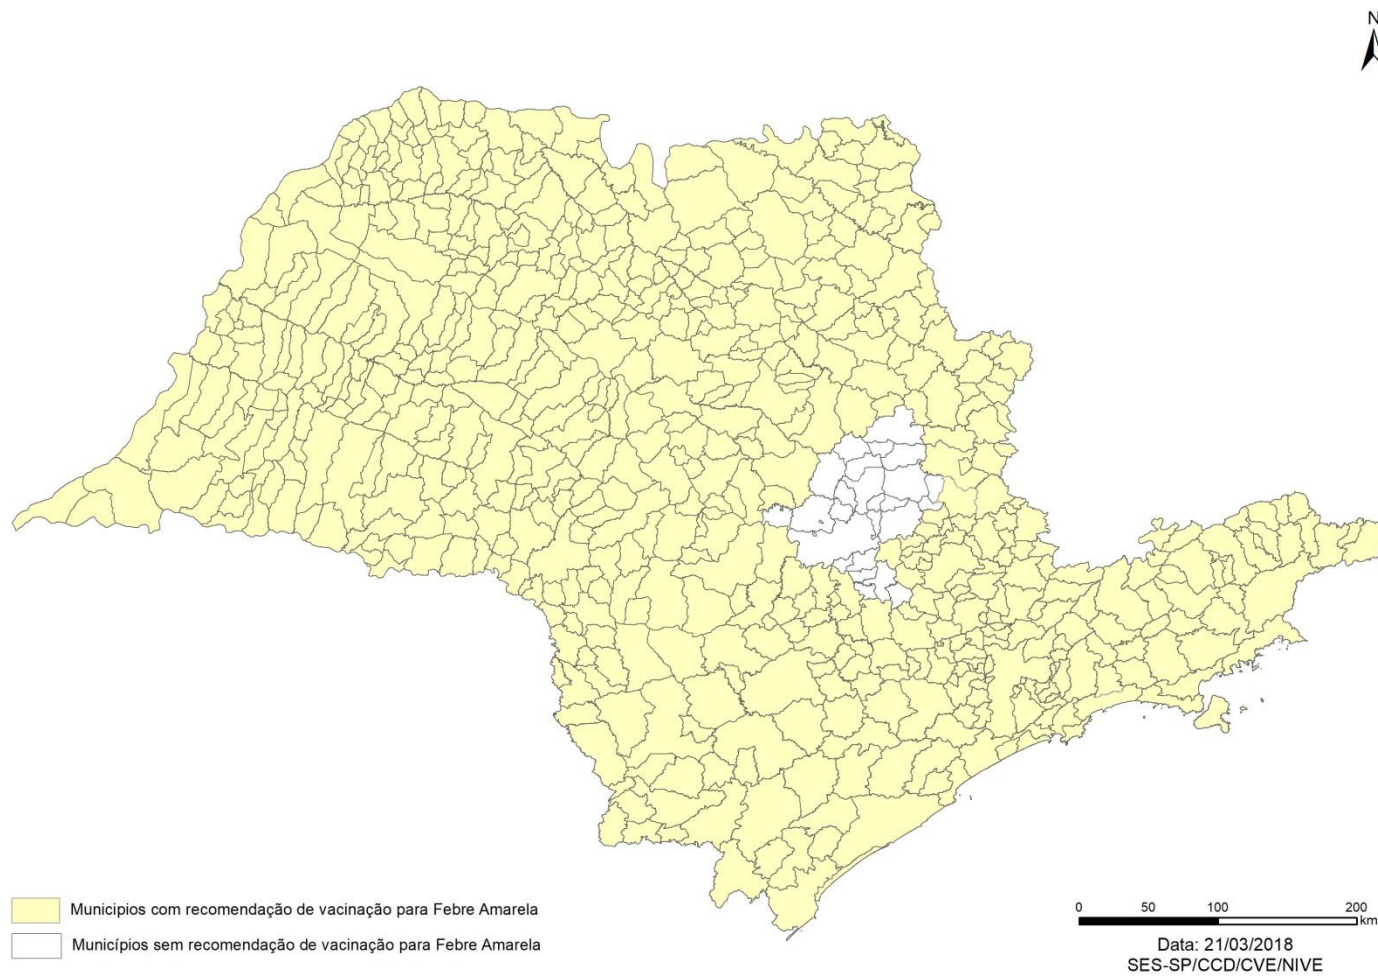 N
Municipios com recomendação de vacinação para Febre Amarela
Municípios sem recomendação de vacinação para Febre Amarela
0 50 100 200
km
Data: 21/03/2018
SES-SP/CCD/CVE/NIVE